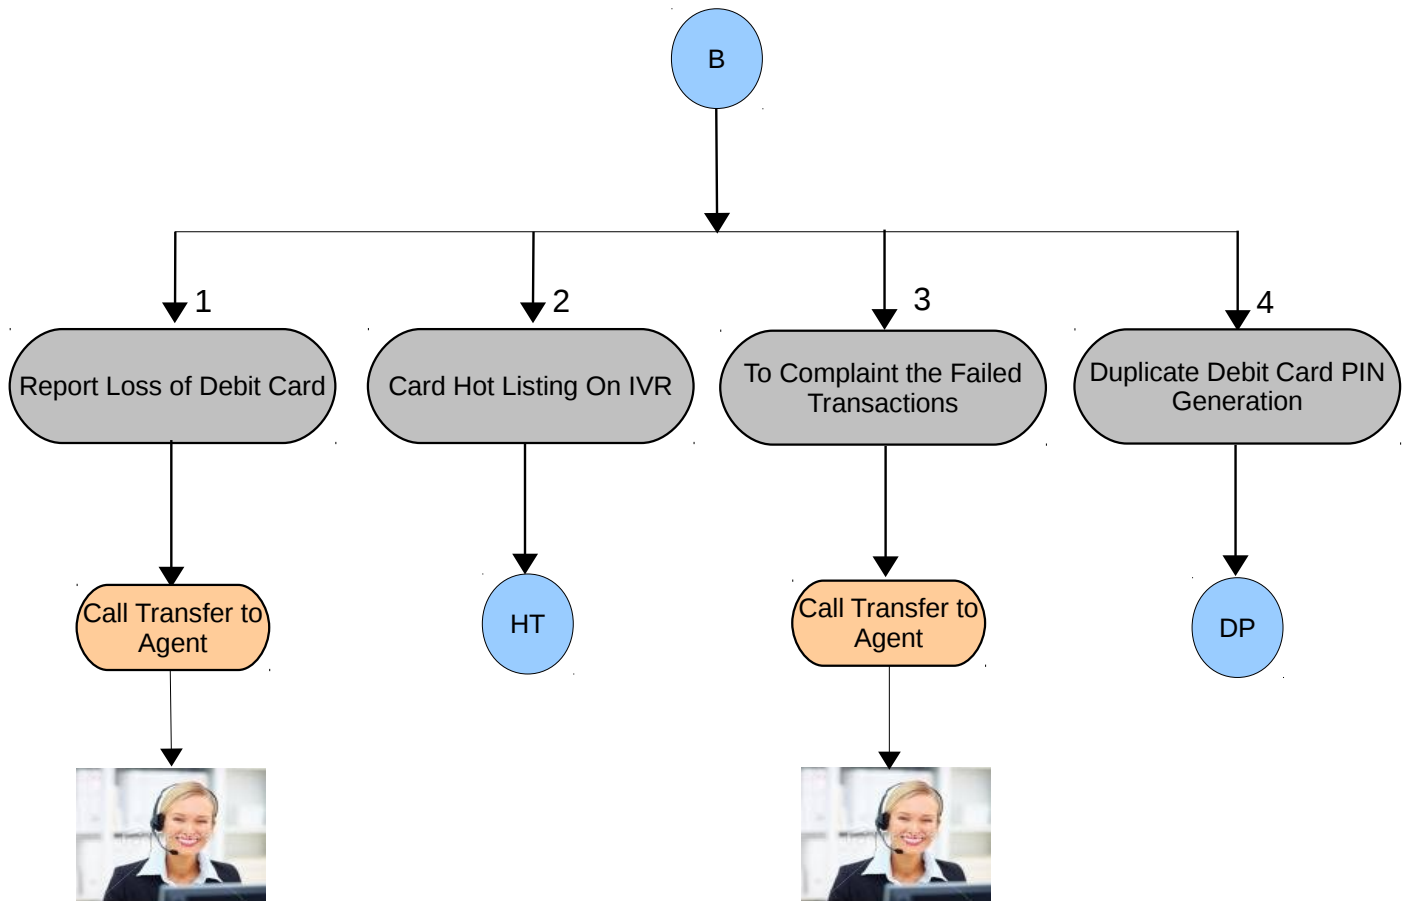 B
1
2
3
4
Report Loss of Debit Card
Card Hot Listing On IVR
To Complaint the Failed
Transactions
Duplicate Debit Card PIN
Generation
Call Transfer to
Agent
HT
Call Transfer to
Agent
DP